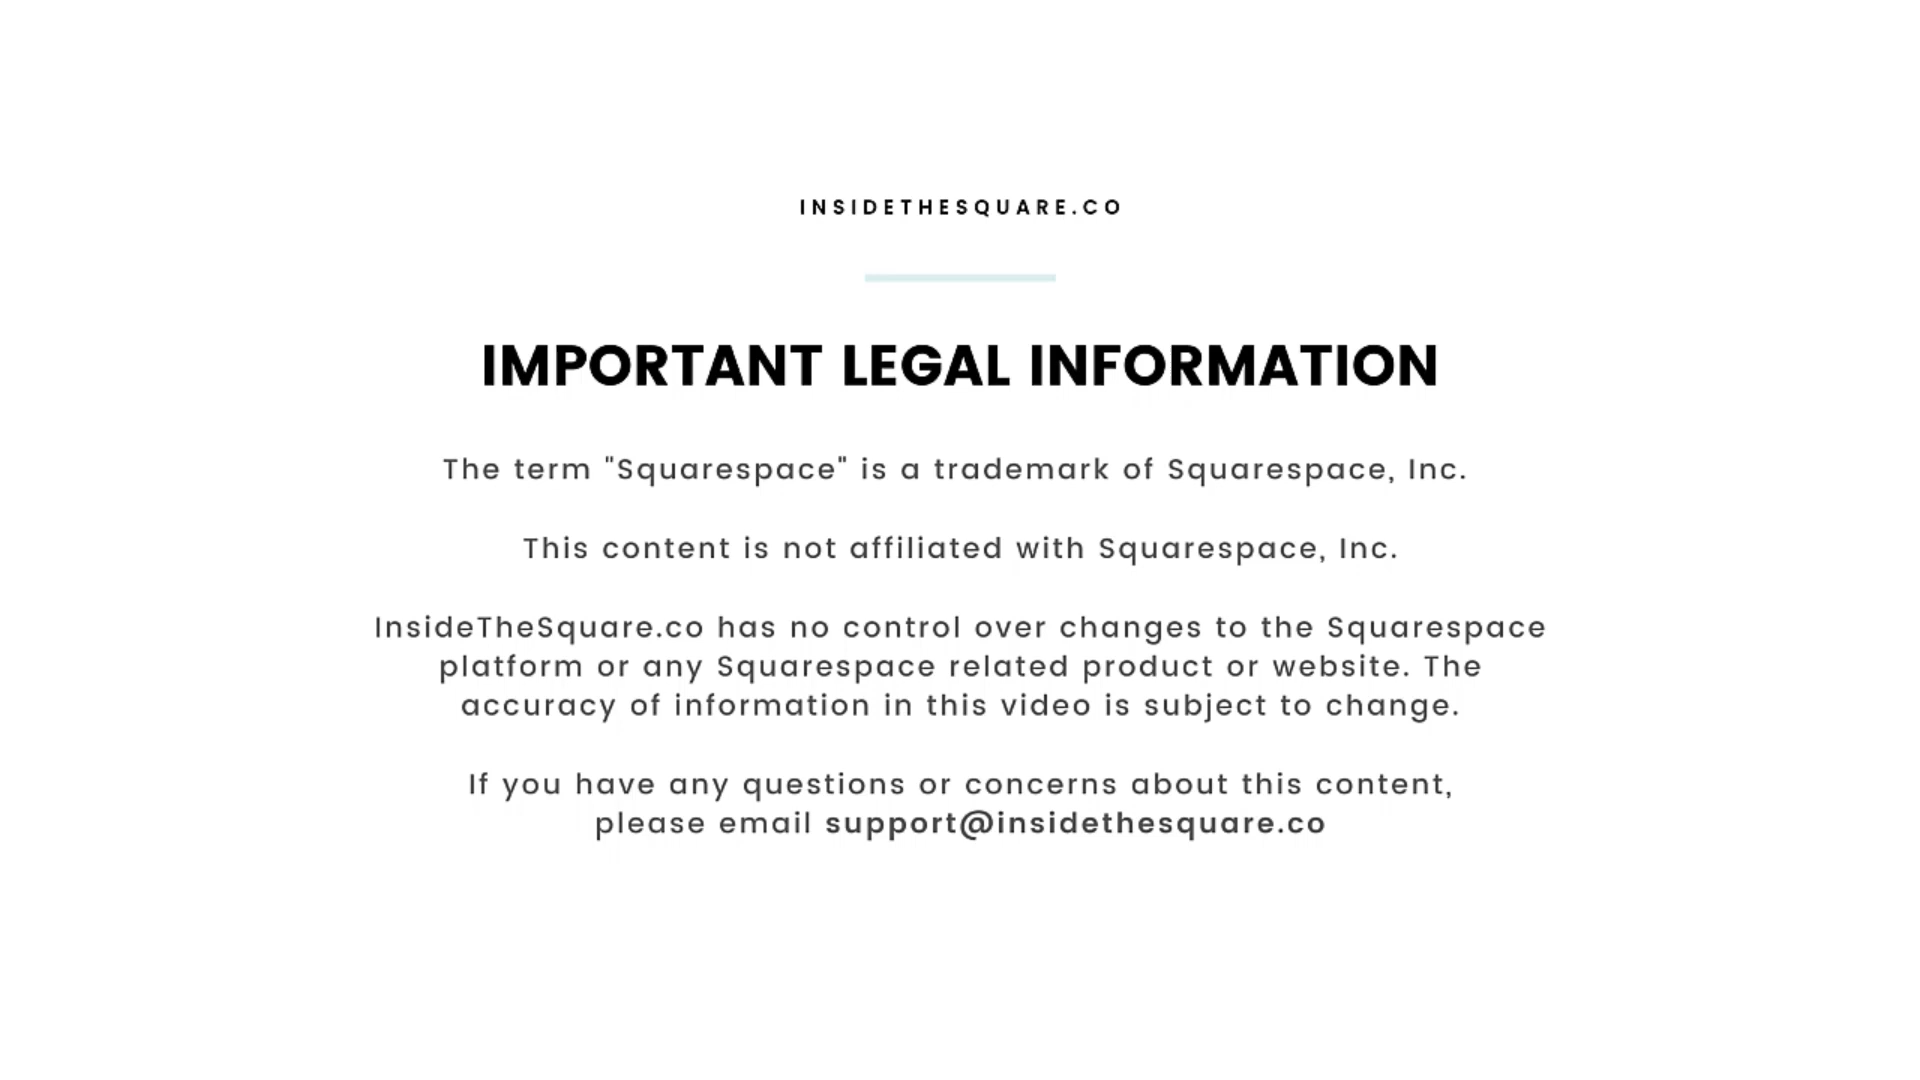 INSIDETHESQUARE.CO
IMPORTANT LEGAL INFORMATION
The term "Squarespace" is a trademark of Squarespace, Inc.
This content is not affiliated with Squarespace, Inc.
InsideTheSquare.co has no control over changes to the Squarespace
platform or any Squarespace related product or website. The
accuracy of information in this video is subject to change.
If you have any questions or concerns about this content,
please email support@insidethesquare.co